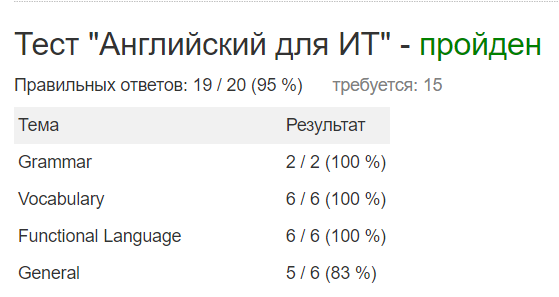 Тест "Английский для ИТ" - пройден
Правильных ответов: 19 / 20 (95 %) требуется: 15
Тема Результат
Grammar 2 / 2 (100 %)
Vocabulary 6 / 6 (100 %)
Functional Language 6 / 6 (100 %)
General 5 / 6 (83 %)